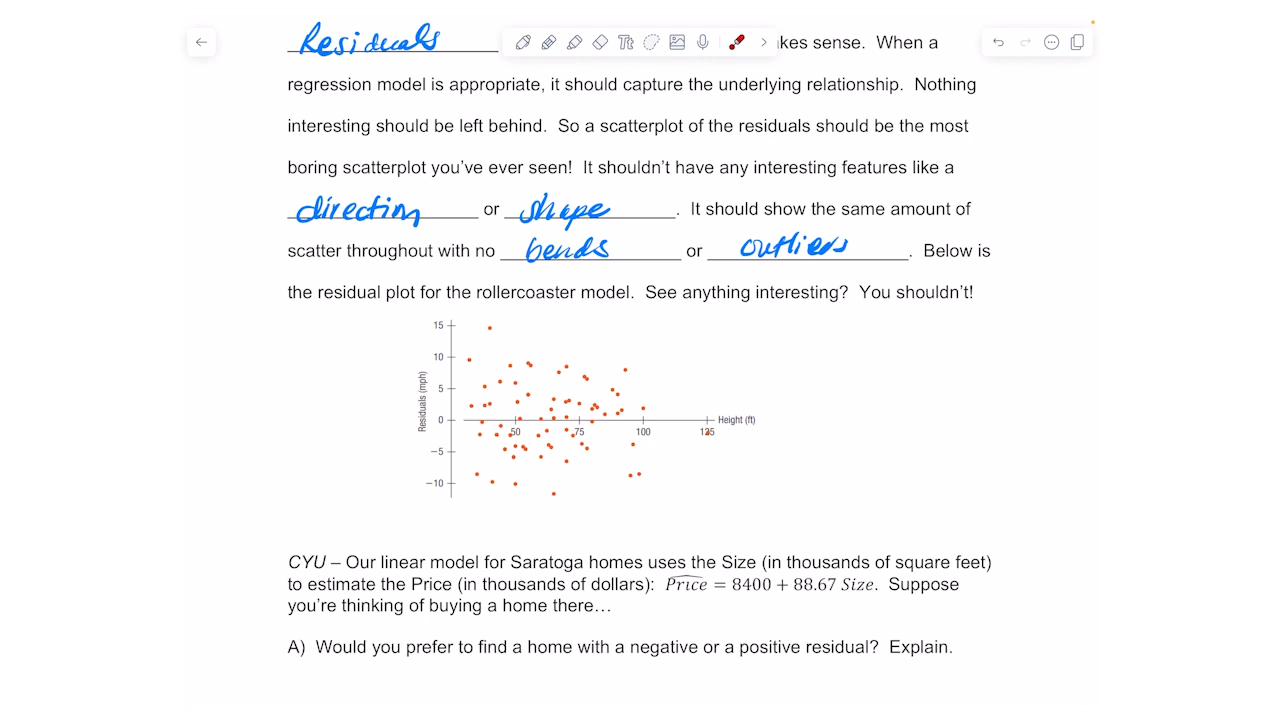 Residuals kes sense. When a
regression model is appropriate, it should capture the underlying relationship. Nothing
interesting should be left behind. So a scatterplot of the residuals should be the most
boring scatterplot you've ever seen! It shouldn't have any interesting features like a
direction or shape. It should show the same amount of
scatter throughout with no bends or outliers. Below is
the residual plot for the rollercoaster model. See anything interesting? You shouldn't!
15
10
5
0
−5
−10
Residuals (mph)
50 75 100 125 Height (ft)
CYU – Our linear model for Saratoga homes uses the Size (in thousands of square feet)
to estimate the Price (in thousands of dollars): Price = 8400 + 88.67 Size. Suppose
you're thinking of buying a home there…
A) Would you prefer to find a home with a negative or a positive residual? Explain.